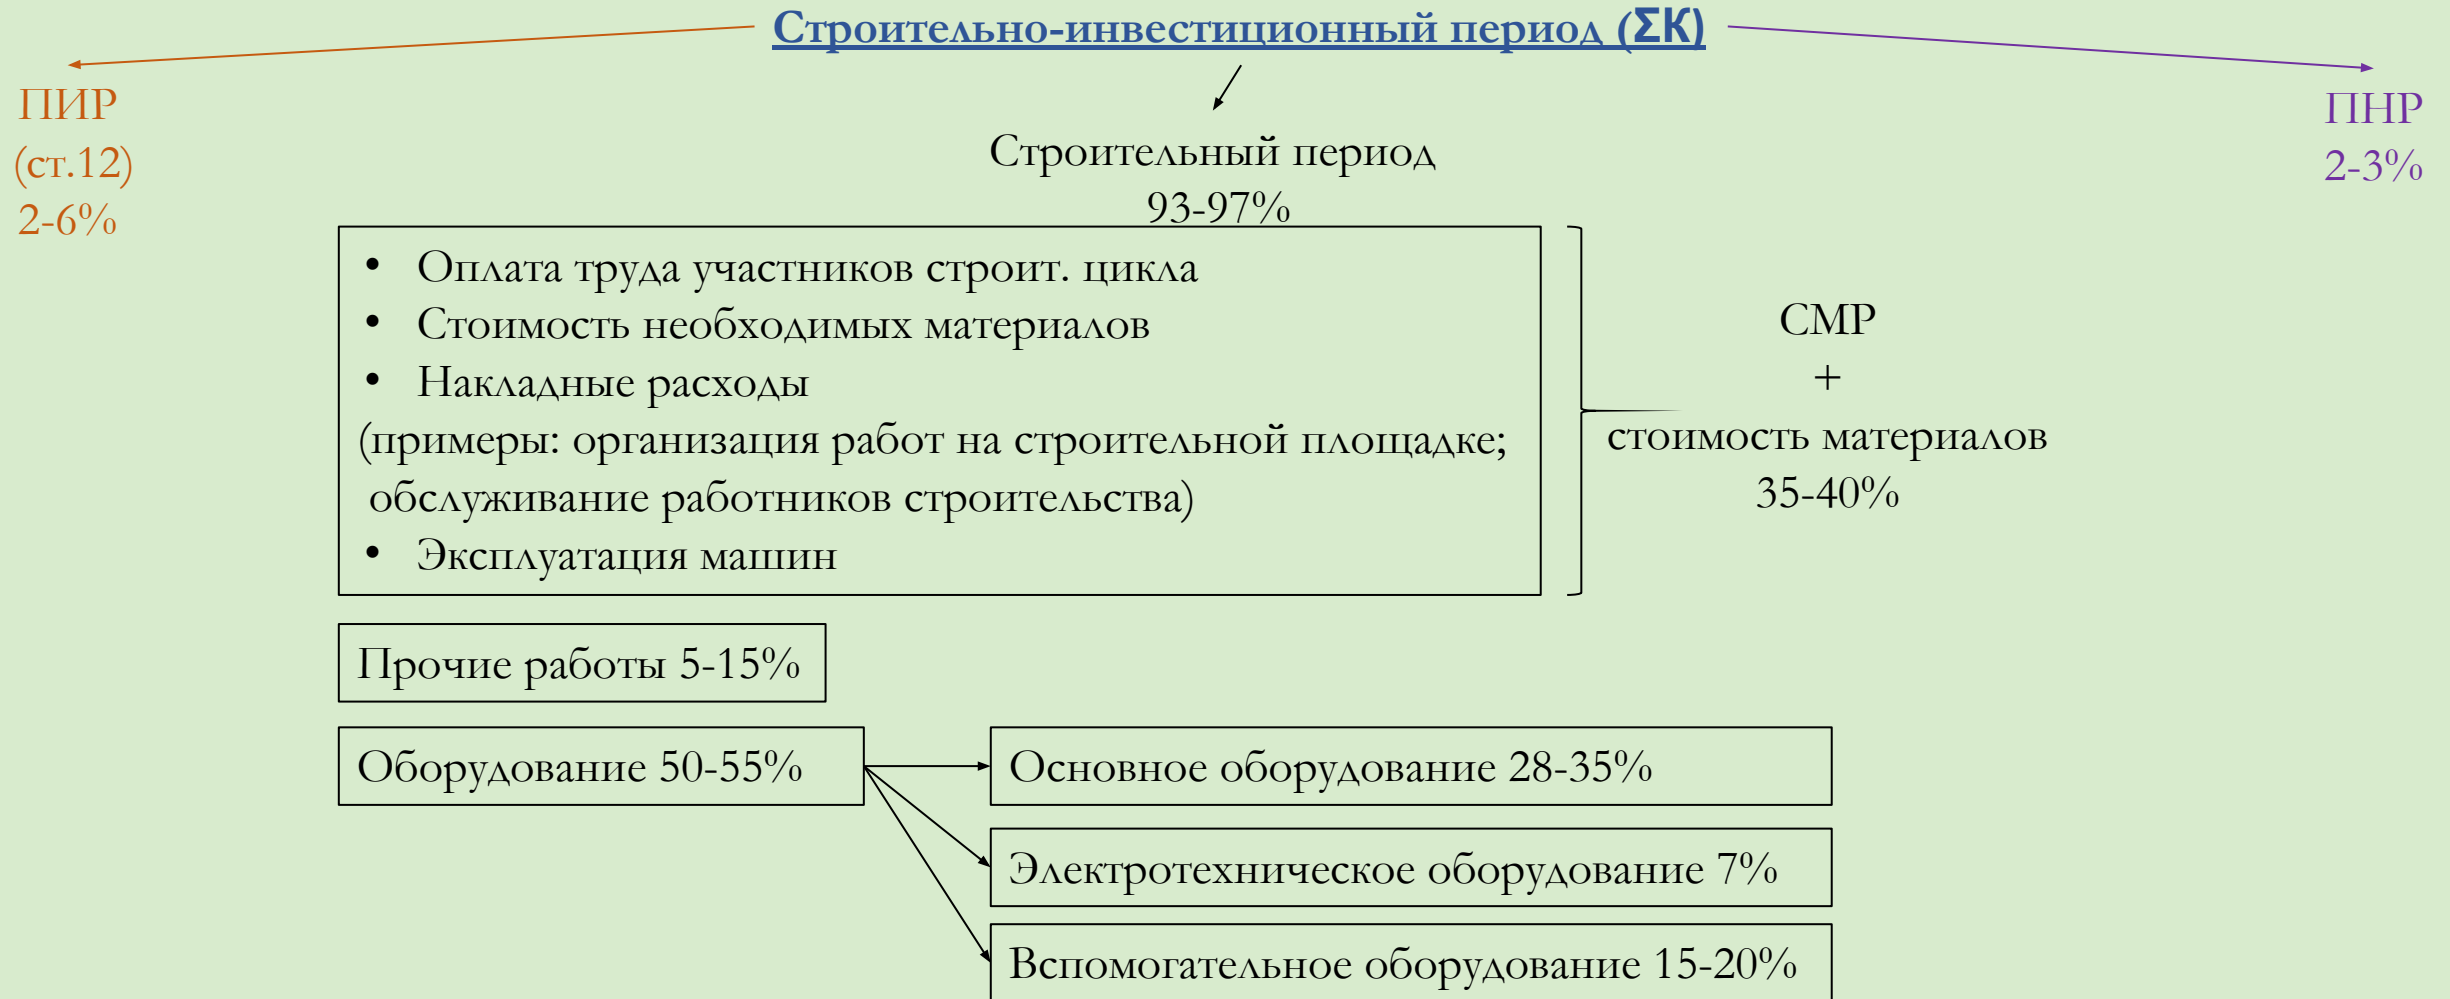 Строительно-инвестиционный период (ΣК)
ПИР
(ст.12)
2-6%
Строительный период
93-97%
ПНР
2-3%
• Оплата труда участников строит. цикла
• Стоимость необходимых материалов
• Накладные расходы
(примеры: организация работ на строительной площадке;
обслуживание работников строительства)
• Эксплуатация машин
СМР
+
стоимость материалов
35-40%
Прочие работы 5-15%
Оборудование 50-55%
Основное оборудование 28-35%
Электротехническое оборудование 7%
Вспомогательное оборудование 15-20%